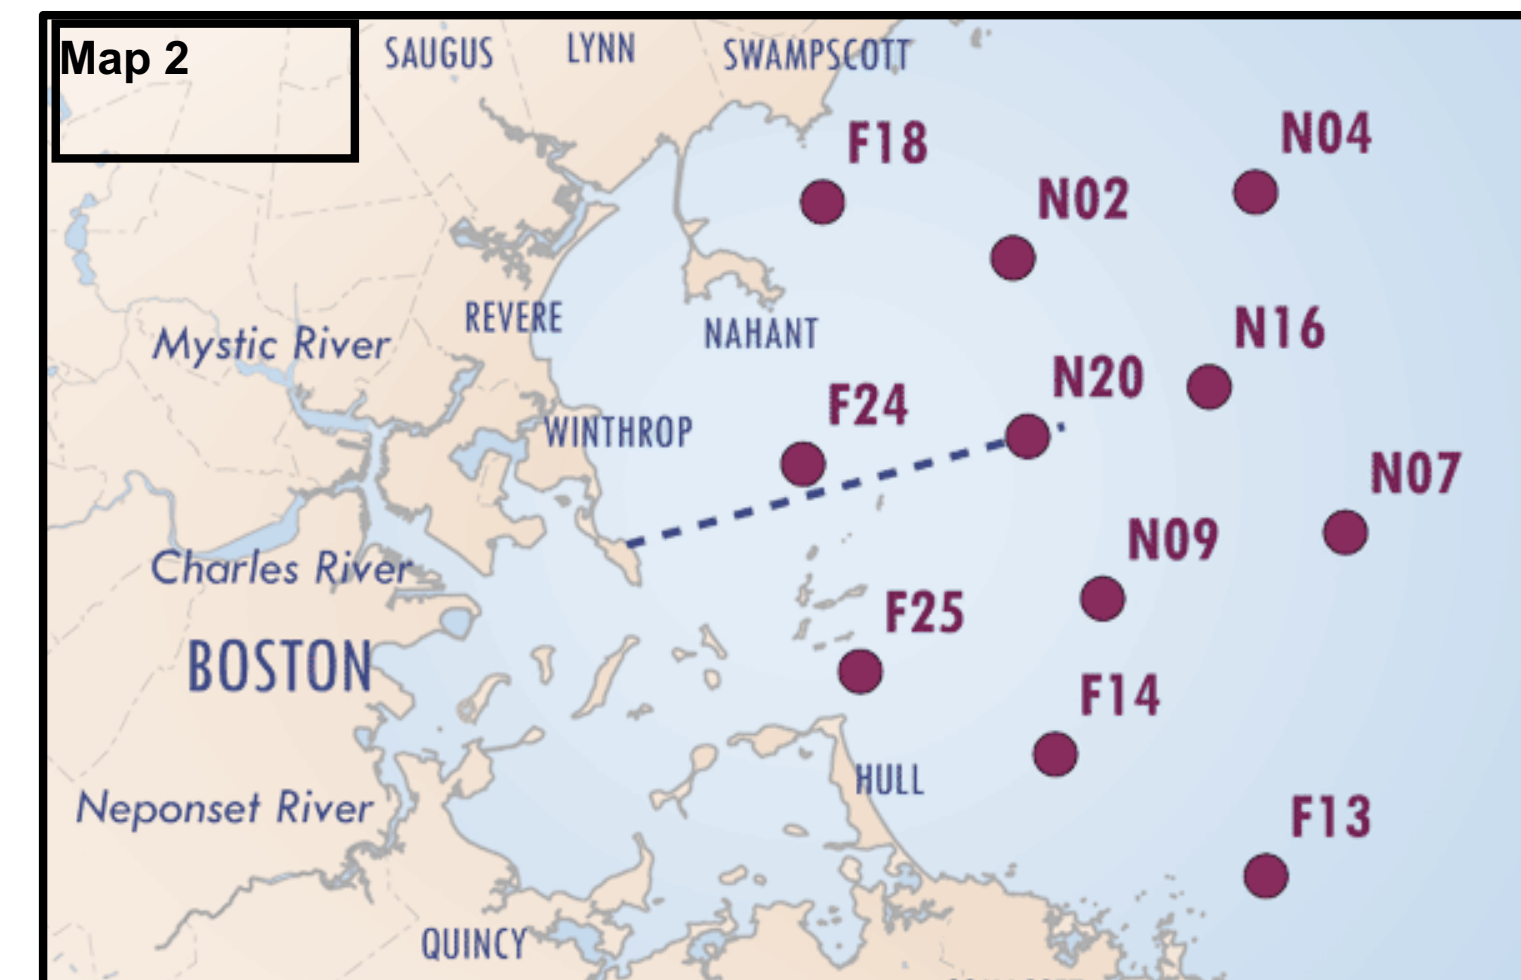 Map 2
SAUGUS
LYNN
SWAMPSCOTT
F18
N04
N02
REVERE
NAHANT
N16
Mystic River
N20
F24
WINTHROP
N07
N09
Charles River
F25
BOSTON
F14
HULL
Neponset River
F13
QUINCY